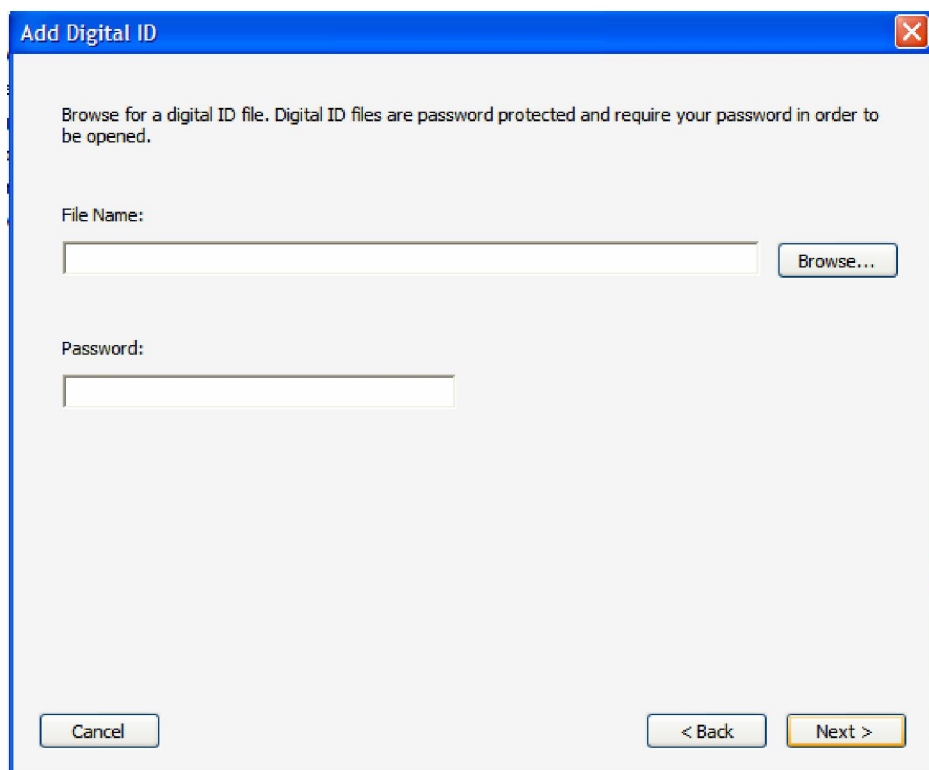 Add Digital ID
Browse for a digital ID file. Digital ID files are password protected and require your password in order to
be opened.
File Name:
Browse...
Password:
Cancel
< Back
Next >